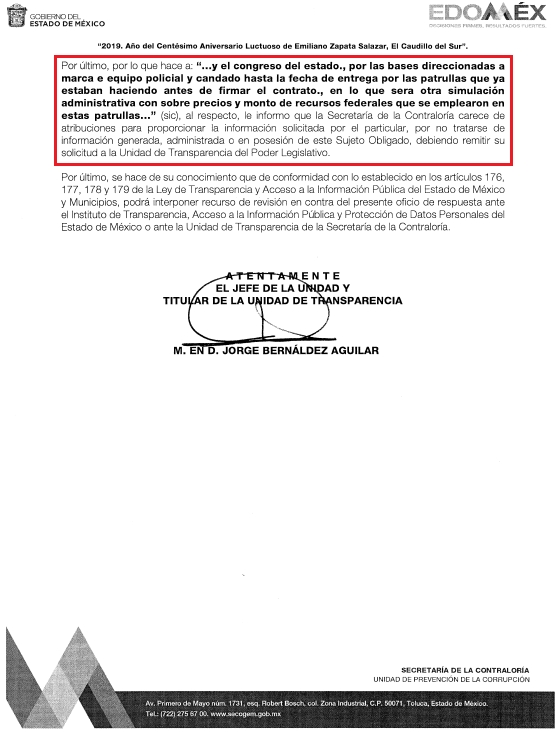 GOBIERNO DEL
ESTADO DE MÉXICO
EDOMÉX
DECISIONES FIRMES, RESULTADOS FUERTES.
"2019. Año del Centésimo Aniversario Luctuoso de Emiliano Zapata Salazar, El Caudillo del Sur".
Por último, por lo que hace a: "...y el congreso del estado., por las bases direccionadas a
marca e equipo policial y candado hasta la fecha de entrega por las patrullas que ya
estaban haciendo antes de firmar el contrato., en lo que sera otra simulación
administrativa con sobre precios y monto de recursos federales que se emplearon en
estas patrullas..." (sic), al respecto, le informo que la Secretaría de la Contraloría carece de
atribuciones para proporcionar la información solicitada por el particular, por no tratarse de
información generada, administrada o en posesión de este Sujeto Obligado, debiendo remitir su
solicitud a la Unidad de Transparencia del Poder Legislativo.
Por último, se hace de su conocimiento que de conformidad con lo establecido en los artículos 176,
177, 178 y 179 de la Ley de Transparencia y Acceso a la Información Pública del Estado de México
y Municipios, podrá interponer recurso de revisión en contra del presente oficio de respuesta ante
el Instituto de Transparencia, Acceso a la Información Pública y Protección de Datos Personales del
Estado de México o ante la Unidad de Transparencia de la Secretaría de la Contraloría.
A T E N T A M E N T E
EL JEFE DE LA UNIDAD Y
TITULAR DE LA UNIDAD DE TRANSPARENCIA
M. EN D. JORGE BERNÁLDEZ AGUILAR
SECRETARÍA DE LA CONTRALORÍA
UNIDAD DE PREVENCIÓN DE LA CORRUPCIÓN
Av. Primero de Mayo núm. 1731, esq. Robert Bosch, col. Zona Industrial, C.P. 50071, Toluca, Estado de México.
Tel.: (722) 275 67 00. www.secogem.gob.mx